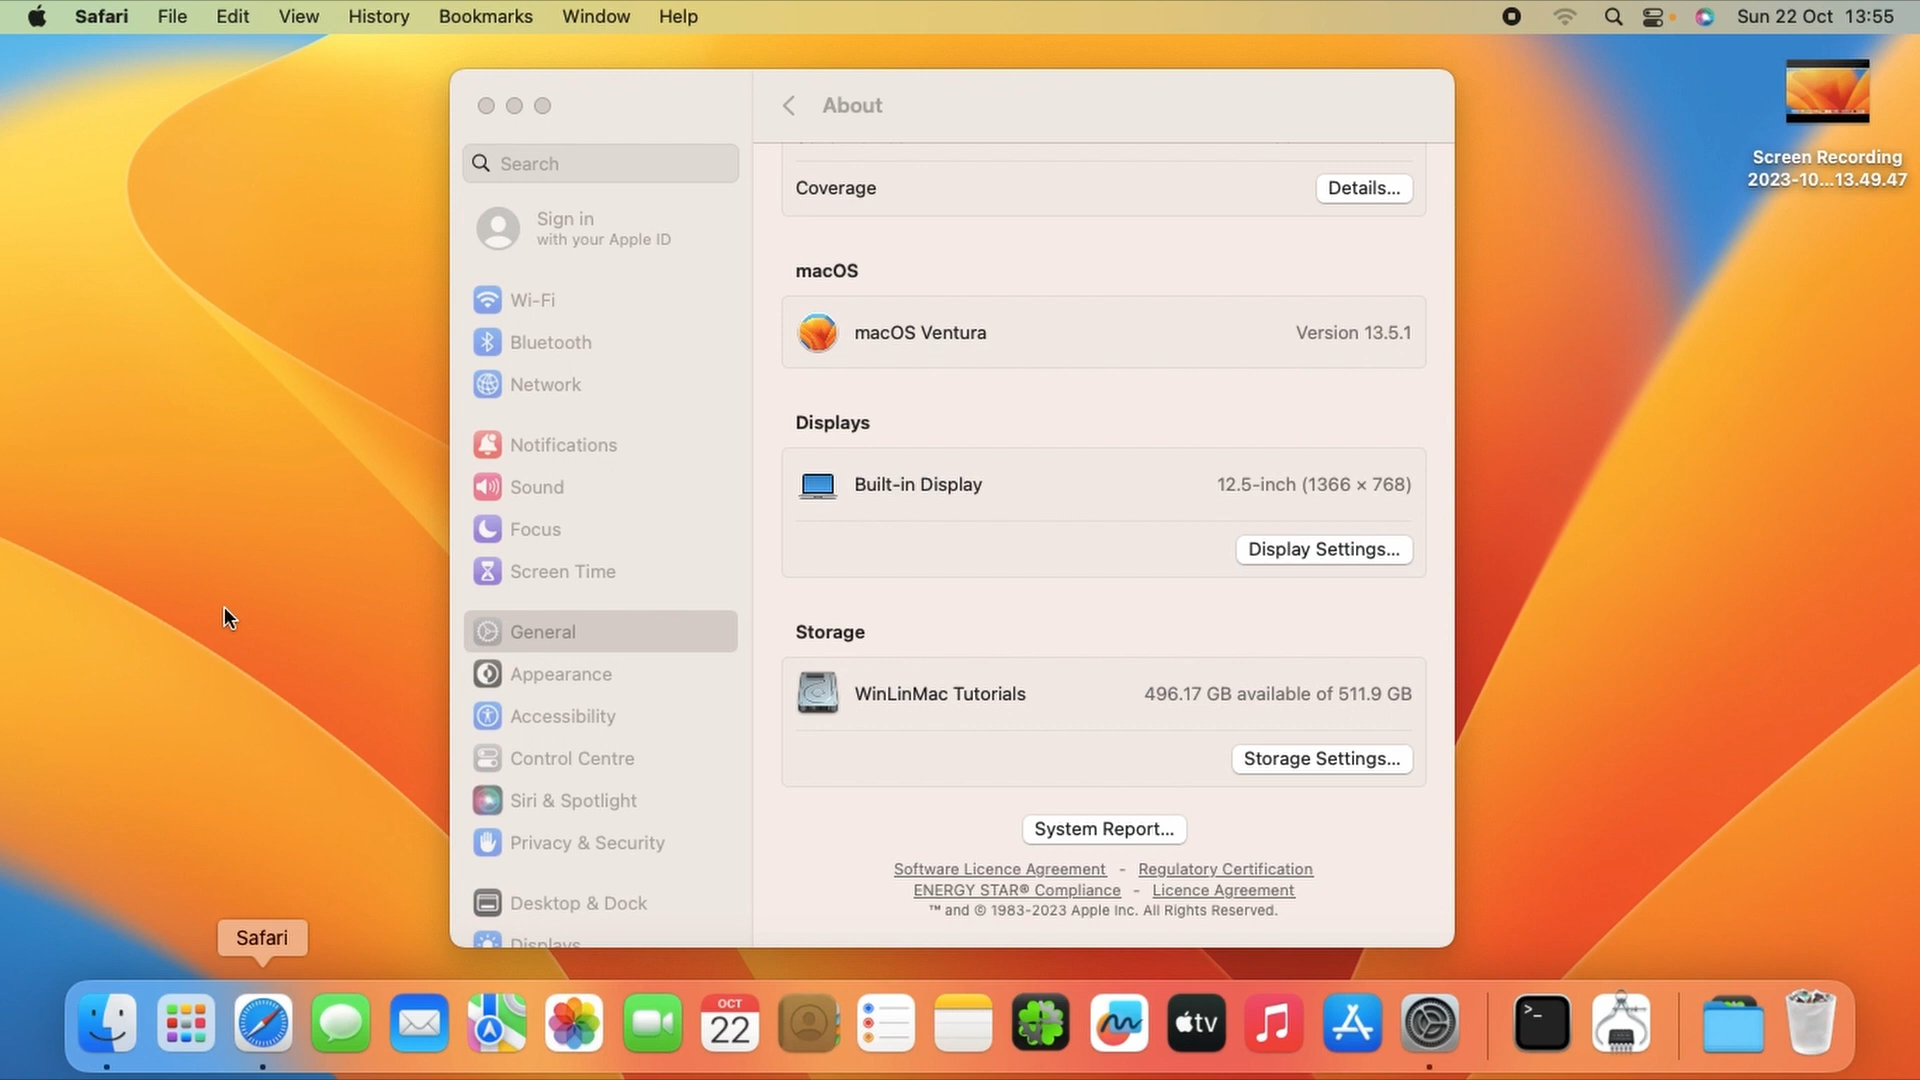 Safari File Edit View History Bookmarks Window Help Sun 22 Oct 13:55
Screen Recording
2023-10...13.49.47
About
Search
Sign in
with your Apple ID
Wi-Fi
Bluetooth
Network
Notifications
Sound
Focus
Screen Time
General
Appearance
Accessibility
Control Centre
Siri & Spotlight
Privacy & Security
Desktop & Dock
Displays
Coverage Details...
macOS
macOS Ventura Version 13.5.1
Displays
Built-in Display 12.5-inch (1366 × 768)
Display Settings...
Storage
WinLinMac Tutorials 496.17 GB available of 511.9 GB
Storage Settings...
System Report...
Software Licence Agreement - Regulatory Certification
ENERGY STAR® Compliance - Licence Agreement
™ and © 1983-2023 Apple Inc. All Rights Reserved.
Safari
OCT
22
tv
>_